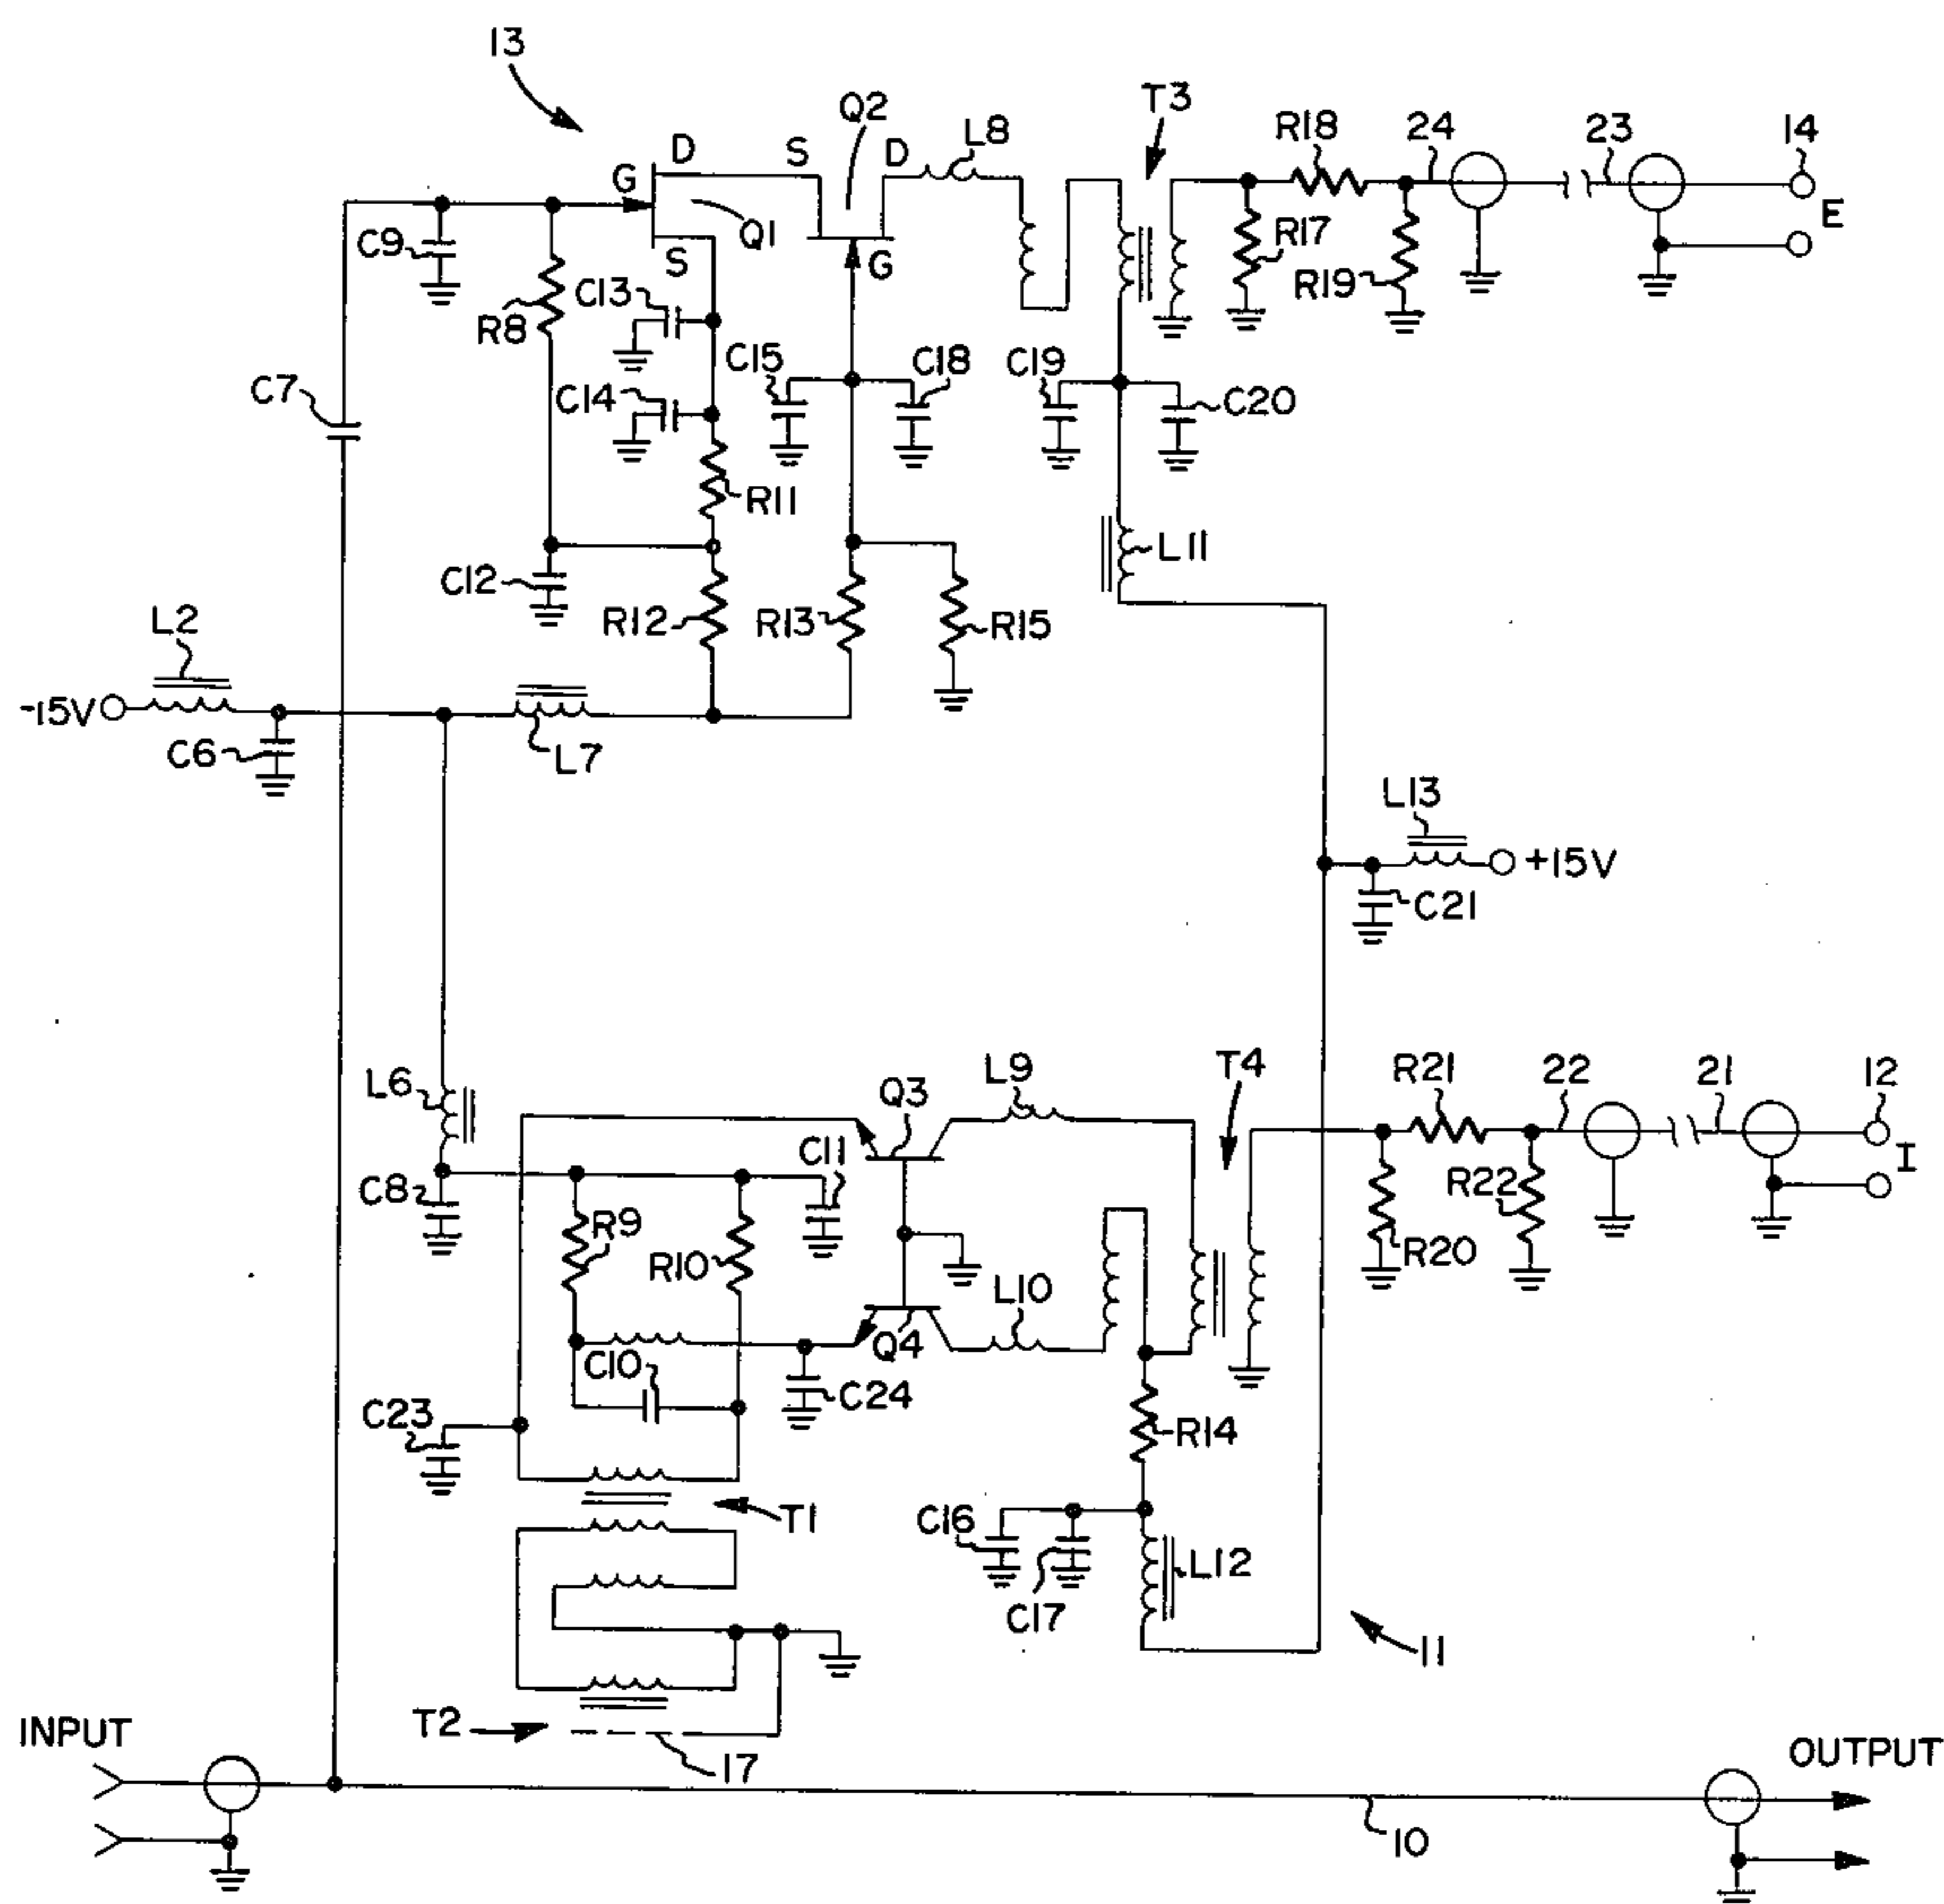 13
Q2
T3
L8
R18
24
23
14
D
S
D
G
Q1
E
C9
S
G
R17
R19
R8
C13
C15
C18
C19
C7
C14
C20
R11
L11
C12
R12
R13
R15
L2
-15V
C6
L7
L13
+15V
C21
L6
Q3
L9
T4
R21
22
21
12
C11
I
C8
R9
R22
R10
R20
L10
Q4
C10
C24
C23
R14
T1
C16
L12
C17
11
T2
INPUT
17
OUTPUT
10